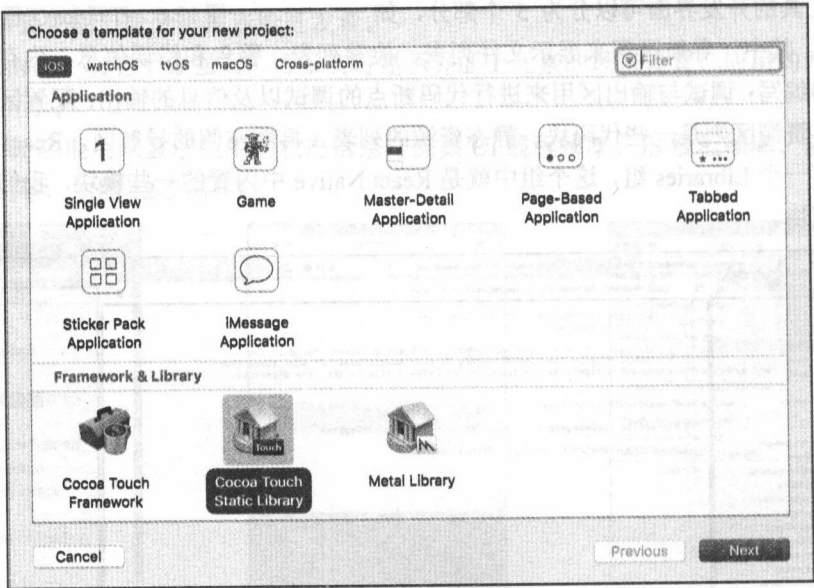 Choose a template for your new project:
iOS watchOS tvOS macOS Cross-platform
Filter
Application
1
Single View
Application
Game
Master-Detail
Application
Page-Based
Application
Tabbed
Application
Sticker Pack
Application
iMessage
Application
Framework & Library
Cocoa Touch
Framework
Touch
Cocoa Touch
Static Library
Metal Library
Cancel
Previous
Next